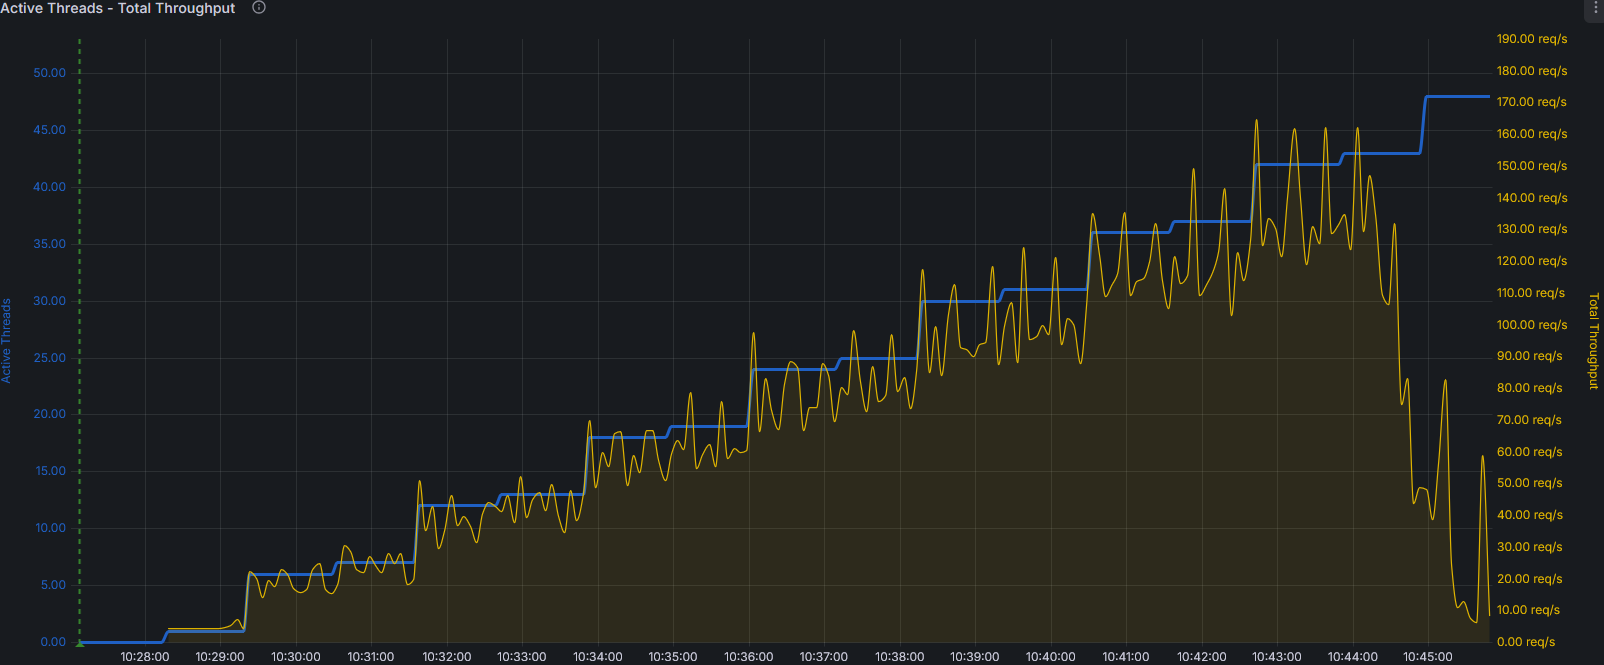 Active Threads - Total Throughput
190.00 req/s
180.00 req/s
170.00 req/s
160.00 req/s
150.00 req/s
140.00 req/s
130.00 req/s
120.00 req/s
110.00 req/s
100.00 req/s
90.00 req/s
80.00 req/s
70.00 req/s
60.00 req/s
50.00 req/s
40.00 req/s
30.00 req/s
20.00 req/s
10.00 req/s
0.00 req/s
50.00
45.00
40.00
35.00
30.00
25.00
20.00
15.00
10.00
5.00
0.00
Active Threads
Total Throughput
10:28:00 10:29:00 10:30:00 10:31:00 10:32:00 10:33:00 10:34:00 10:35:00 10:36:00 10:37:00 10:38:00 10:39:00 10:40:00 10:41:00 10:42:00 10:43:00 10:44:00 10:45:00